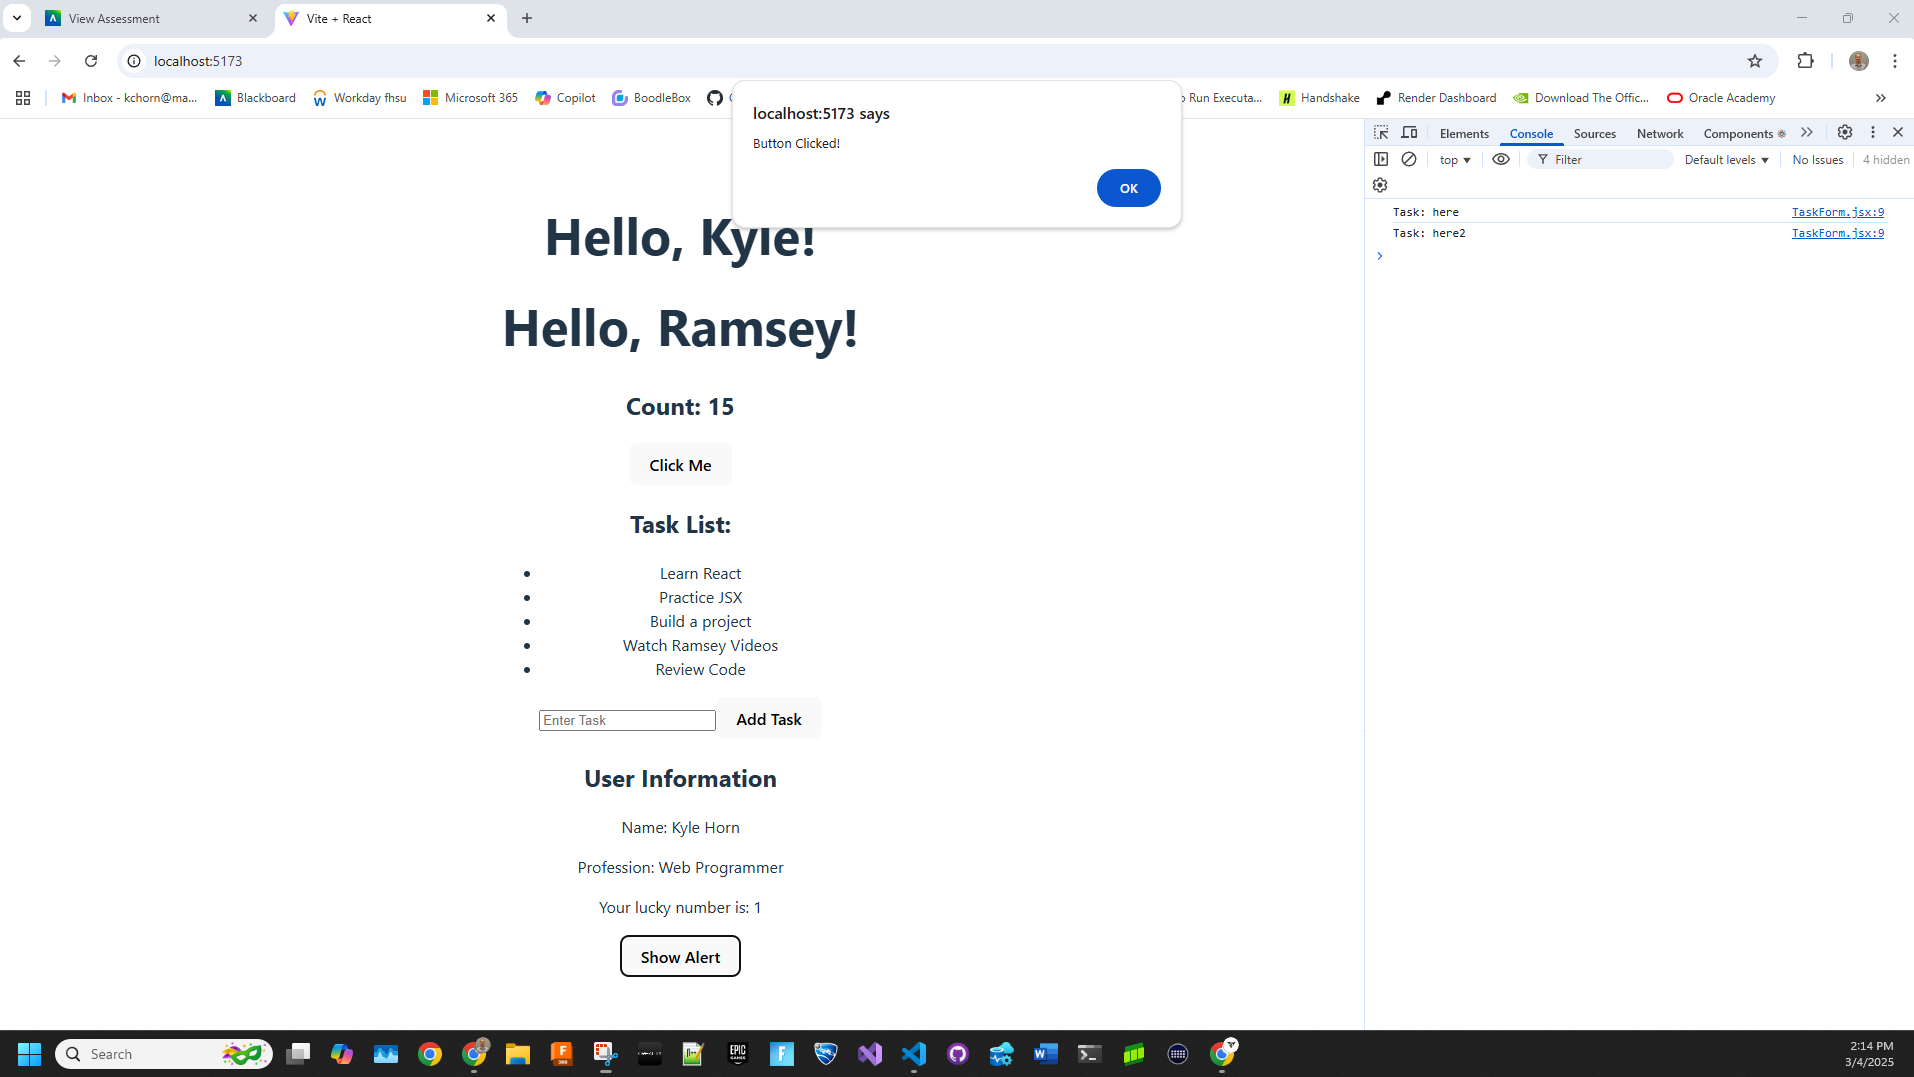 View Assessment
Vite + React
localhost:5173
Inbox - kchorn@ma...
Blackboard
Workday fhsu
Microsoft 365
Copilot
BoodleBox
Run Executa...
Handshake
Render Dashboard
Download The Offic...
Oracle Academy
localhost:5173 says
Button Clicked!
OK
Elements
Console
Sources
Network
Components
top
Filter
Default levels
No Issues
4 hidden
Task: here
TaskForm.jsx:9
Task: here2
TaskForm.jsx:9
Hello, Kyle!
Hello, Ramsey!
Count: 15
Click Me
Task List:
• Learn React
• Practice JSX
• Build a project
• Watch Ramsey Videos
• Review Code
Enter Task
Add Task
User Information
Name: Kyle Horn
Profession: Web Programmer
Your lucky number is: 1
Show Alert
Search
2:14 PM
3/4/2025